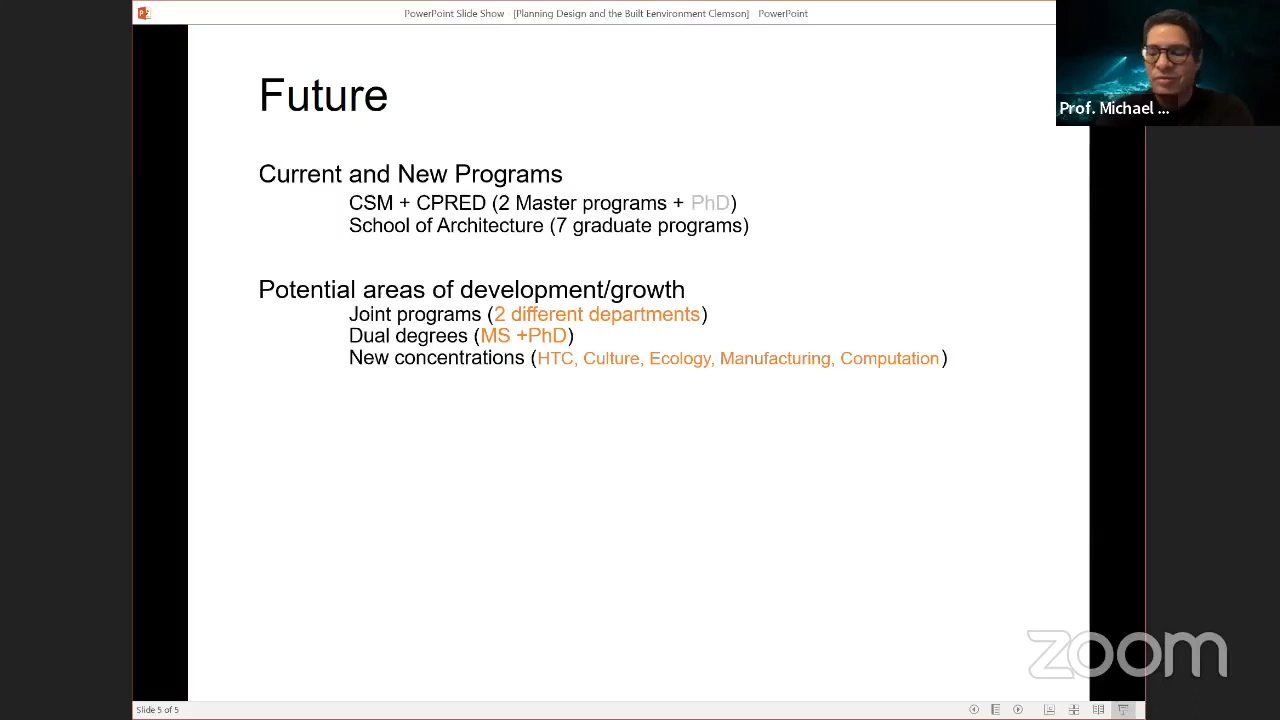 PowerPoint Slide Show - [Planning Design and the Built Eenvironment Clemson] - PowerPoint
Prof. Michael ...
Future
Current and New Programs
CSM + CPRED (2 Master programs + PhD)
School of Architecture (7 graduate programs)
Potential areas of development/growth
Joint programs (2 different departments)
Dual degrees (MS +PhD)
New concentrations (HTC, Culture, Ecology, Manufacturing, Computation)
zoom
Slide 5 of 5